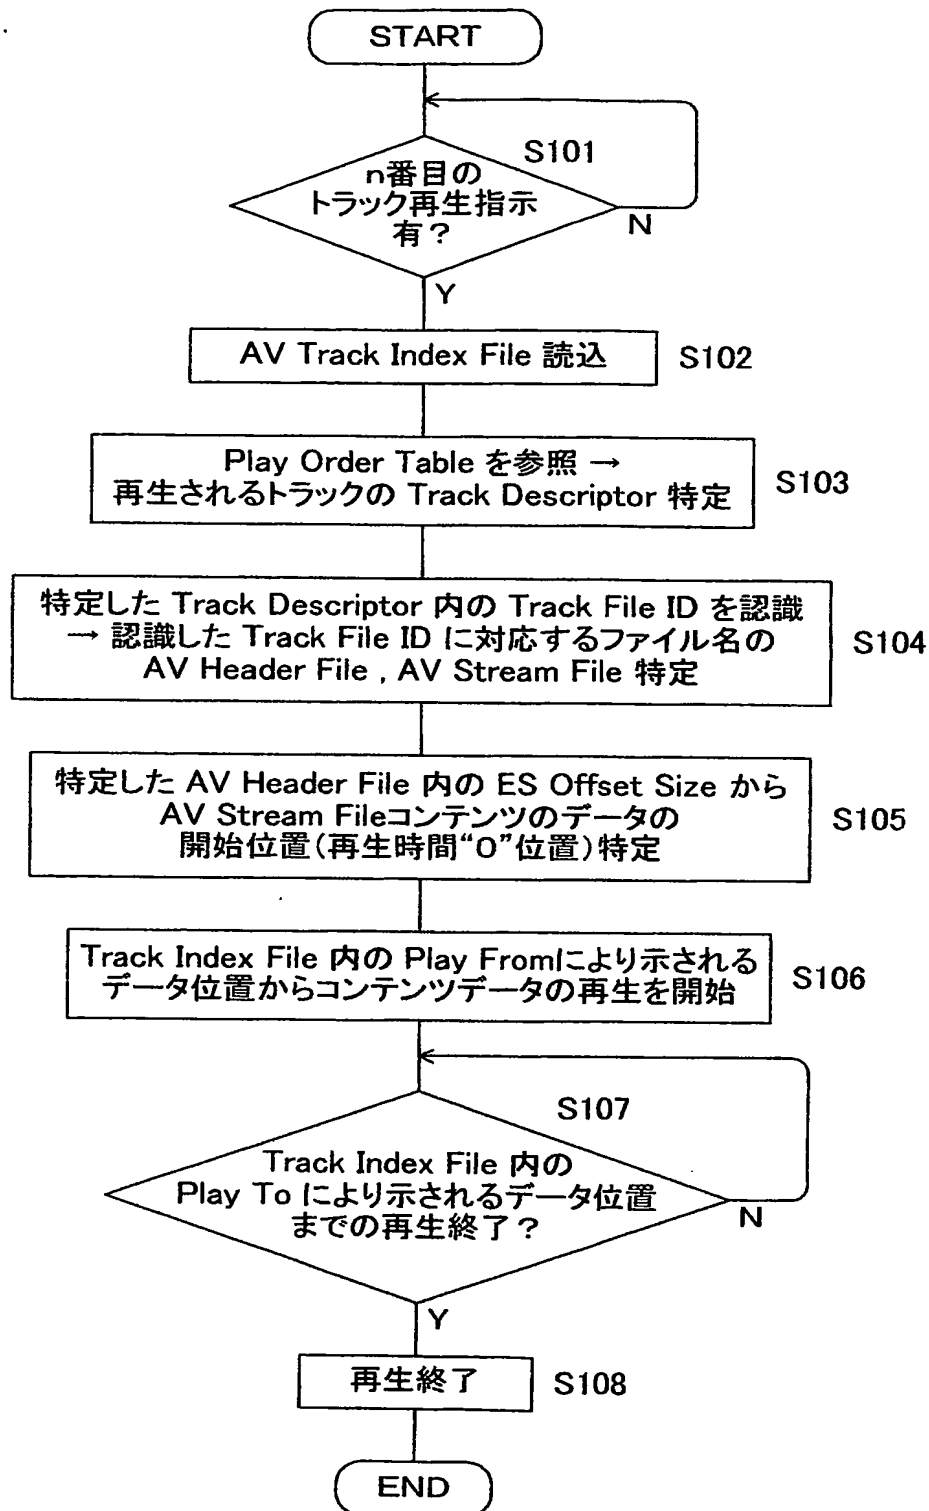 START
S101
n番目の
トラック再生指示
有?
N
Y
AV Track Index File 読込
S102
Play Order Table を参照 →
再生されるトラックの Track Descriptor 特定
S103
特定した Track Descriptor 内の Track File ID を認識
→ 認識した Track File ID に対応するファイル名の
AV Header File , AV Stream File 特定
S104
特定した AV Header File 内の ES Offset Size から
AV Stream Fileコンテンツのデータの
開始位置(再生時間“0”位置)特定
S105
Track Index File 内の Play Fromにより示される
データ位置からコンテンツデータの再生を開始
S106
S107
Track Index File 内の
Play To により示されるデータ位置
までの再生終了?
N
Y
再生終了
S108
END